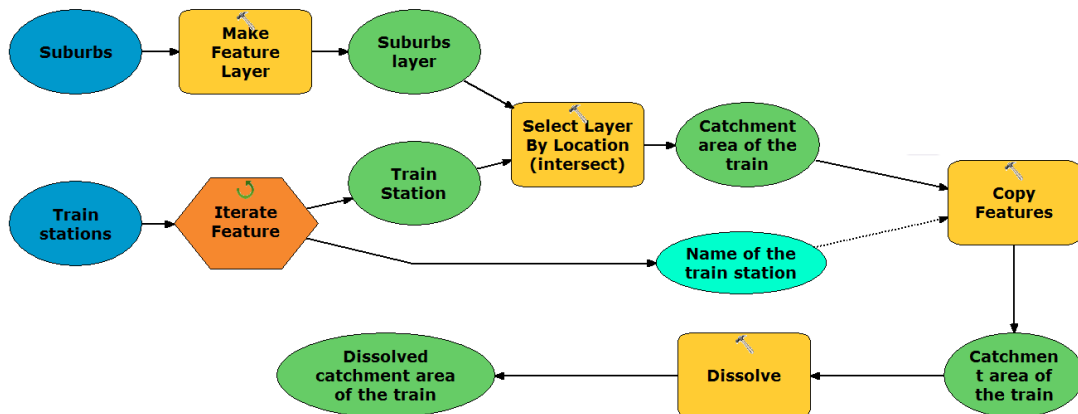 Suburbs
Make
Feature
Layer
Suburbs
layer
Select Layer
By Location
(intersect)
Catchment
area of the
train
Train
stations
Iterate
Feature
Train
Station
Name of the
train station
Copy
Features
Dissolved
catchment area
of the train
Dissolve
Catchmen
t area of
the train